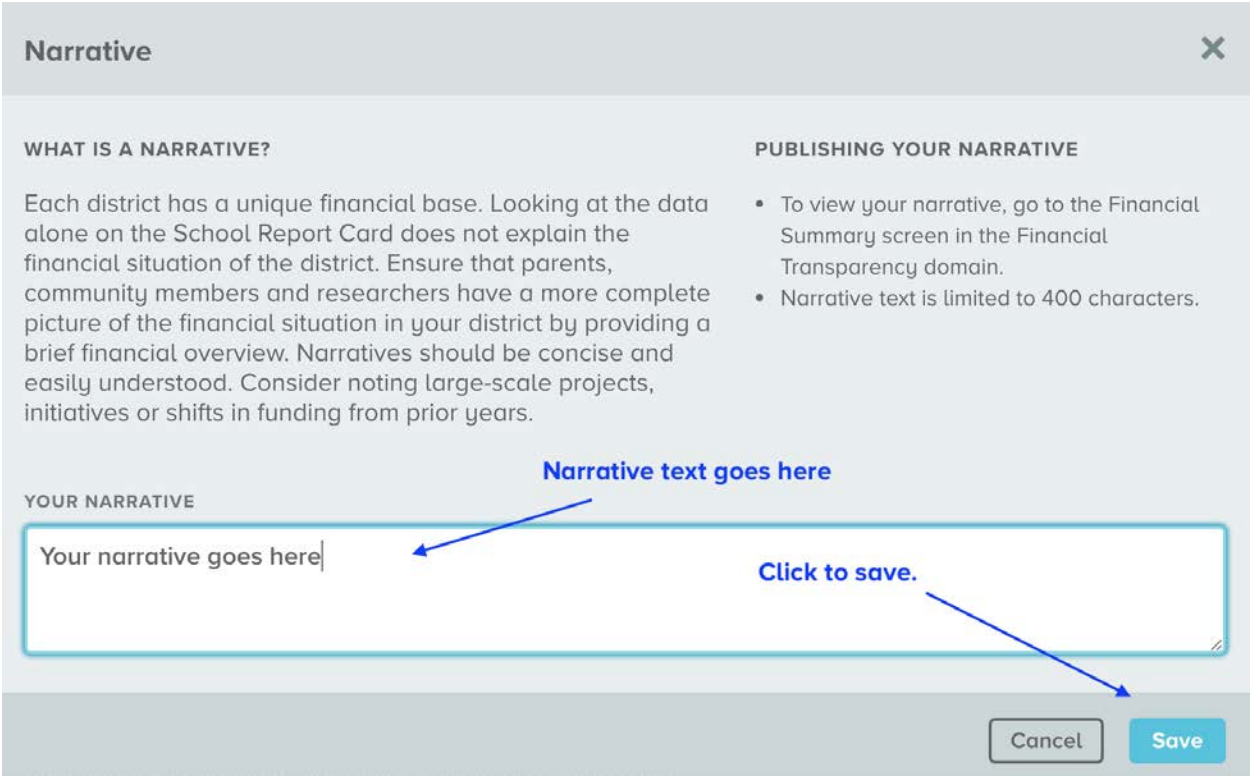 Narrative
WHAT IS A NARRATIVE?
Each district has a unique financial base. Looking at the data
alone on the School Report Card does not explain the
financial situation of the district. Ensure that parents,
community members and researchers have a more complete
picture of the financial situation in your district by providing a
brief financial overview. Narratives should be concise and
easily understood. Consider noting large-scale projects,
initiatives or shifts in funding from prior years.
PUBLISHING YOUR NARRATIVE
• To view your narrative, go to the Financial
Summary screen in the Financial
Transparency domain.
• Narrative text is limited to 400 characters.
Narrative text goes here
YOUR NARRATIVE
Your narrative goes here
Click to save.
Cancel
Save